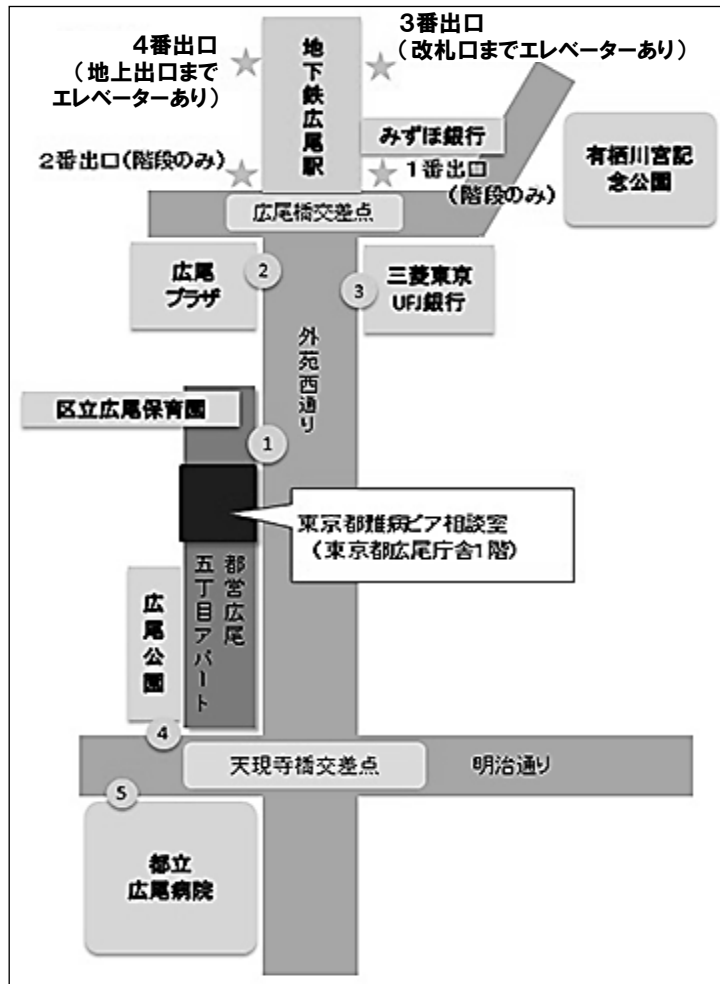 4番出口
（地上出口まで
エレベーターあり）
地下鉄広尾駅
3番出口
（改札口までエレベーターあり）
みずほ銀行
有栖川宮記
念公園
2番出口（階段のみ）
1番出口
（階段のみ）
広尾橋交差点
広尾
プラザ
2
3
三菱東京
UFJ銀行
外苑西通り
区立広尾保育園
1
東京都難病ピア相談室
（東京都広尾庁舎1階）
都営広尾
五丁目アパート
広尾公園
4
天現寺橋交差点
明治通り
5
都立
広尾病院